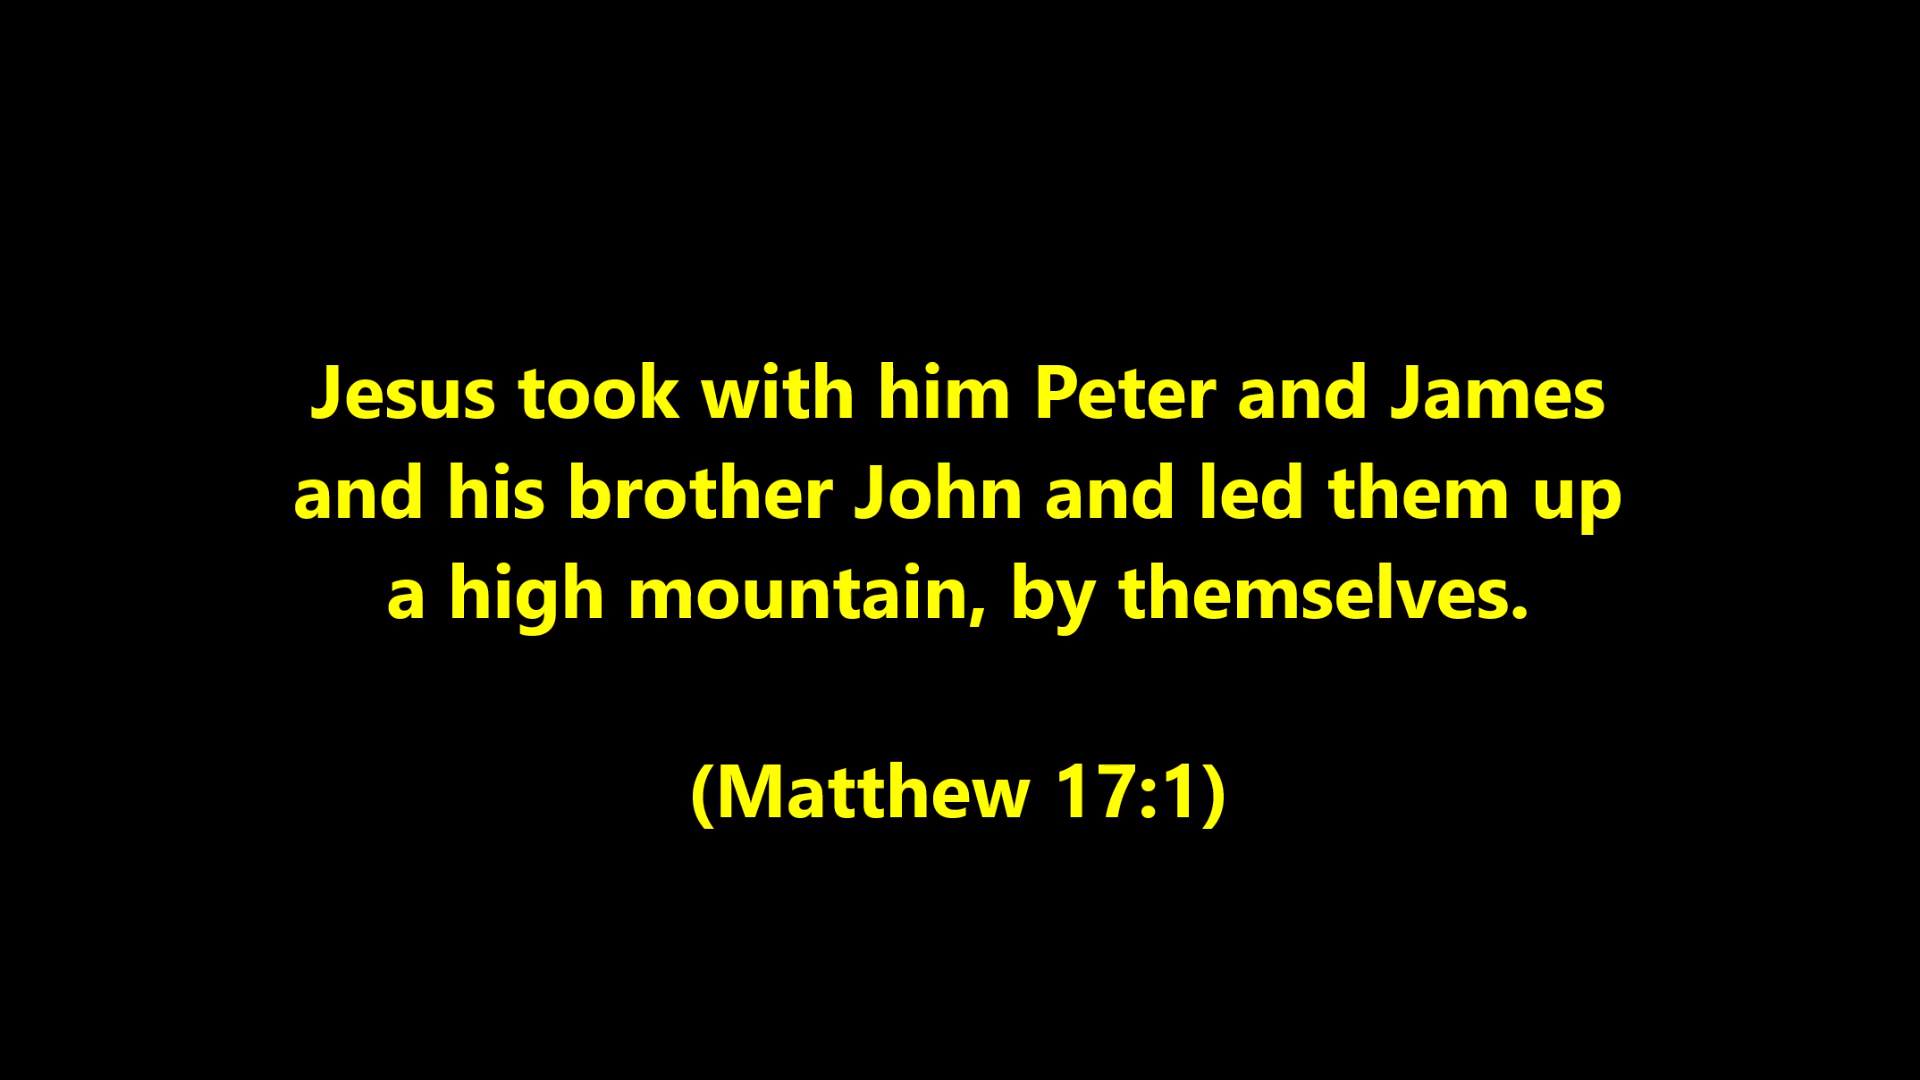 Jesus took with him Peter and James
and his brother John and led them up
a high mountain, by themselves.
(Matthew 17:1)